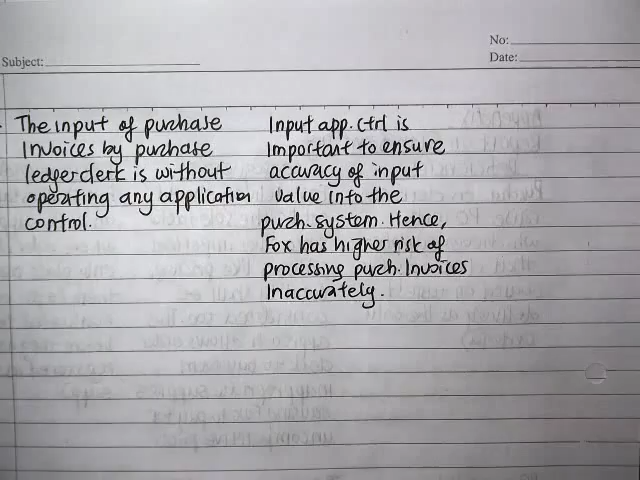 No:
Subject:
Date:
The input of purchase
Invoices by purchase
ledgerclerk is without
operating any application
control.
Input app. ctrl is
Important to ensure
accuracy of input
value into the
purch. system. Hence,
Fox has higher risk of
processing purch. Invoices
Inaccurately.